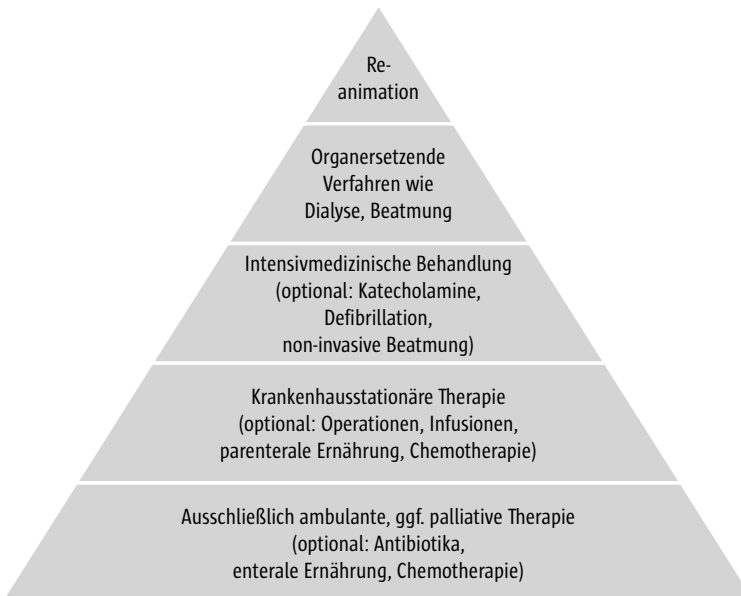 Re-
animation
Organersetzende
Verfahren wie
Dialyse, Beatmung
Intensivmedizinische Behandlung
(optional: Katecholamine,
Defibrillation,
non-invasive Beatmung)
Krankenhausstationäre Therapie
(optional: Operationen, Infusionen,
parenterale Ernährung, Chemotherapie)
Ausschließlich ambulante, ggf. palliative Therapie
(optional: Antibiotika,
enterale Ernährung, Chemotherapie)